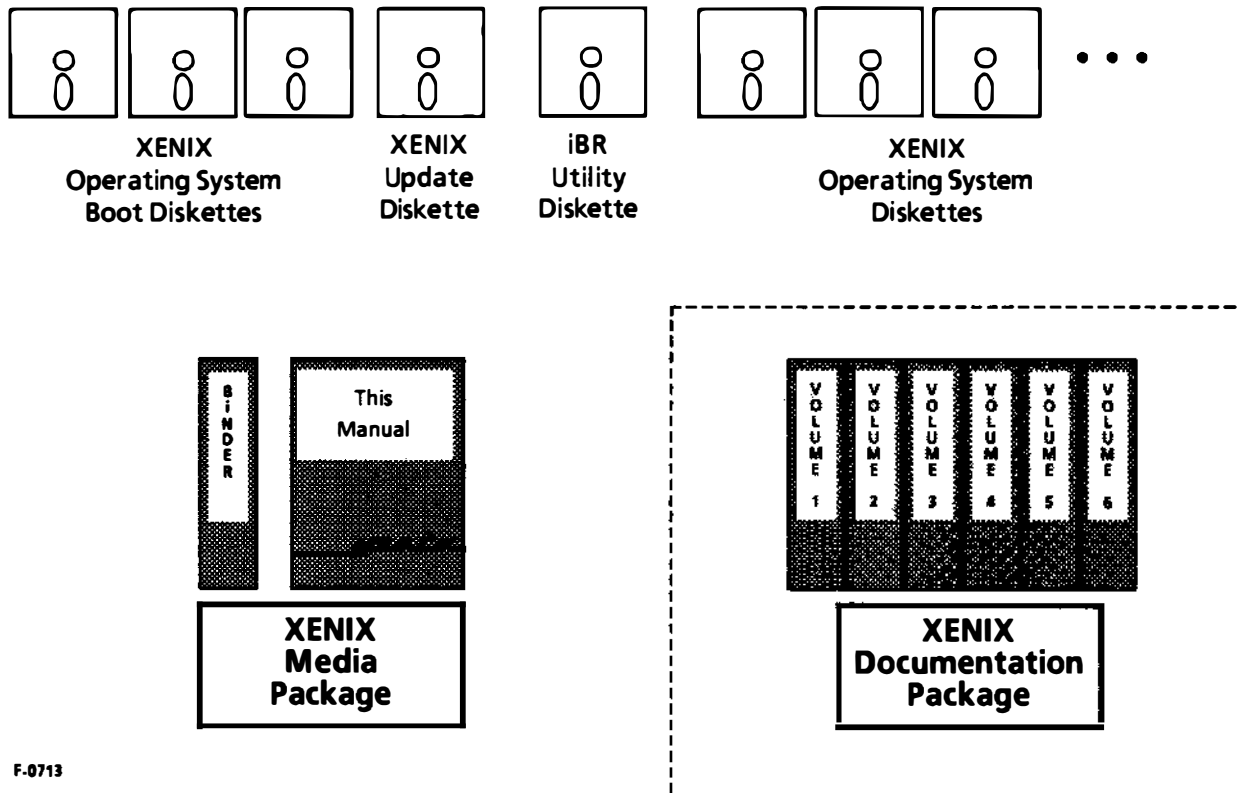 XENIX
Operating System
Boot Diskettes
XENIX
Update
Diskette
iBR
Utility
Diskette
XENIX
Operating System
Diskettes
BiNDER
This
Manual
VOLUME 1
VOLUME 2
VOLUME 3
VOLUME 4
VOLUME 5
VOLUME 6
XENIX
Media
Package
XENIX
Documentation
Package
F-0713